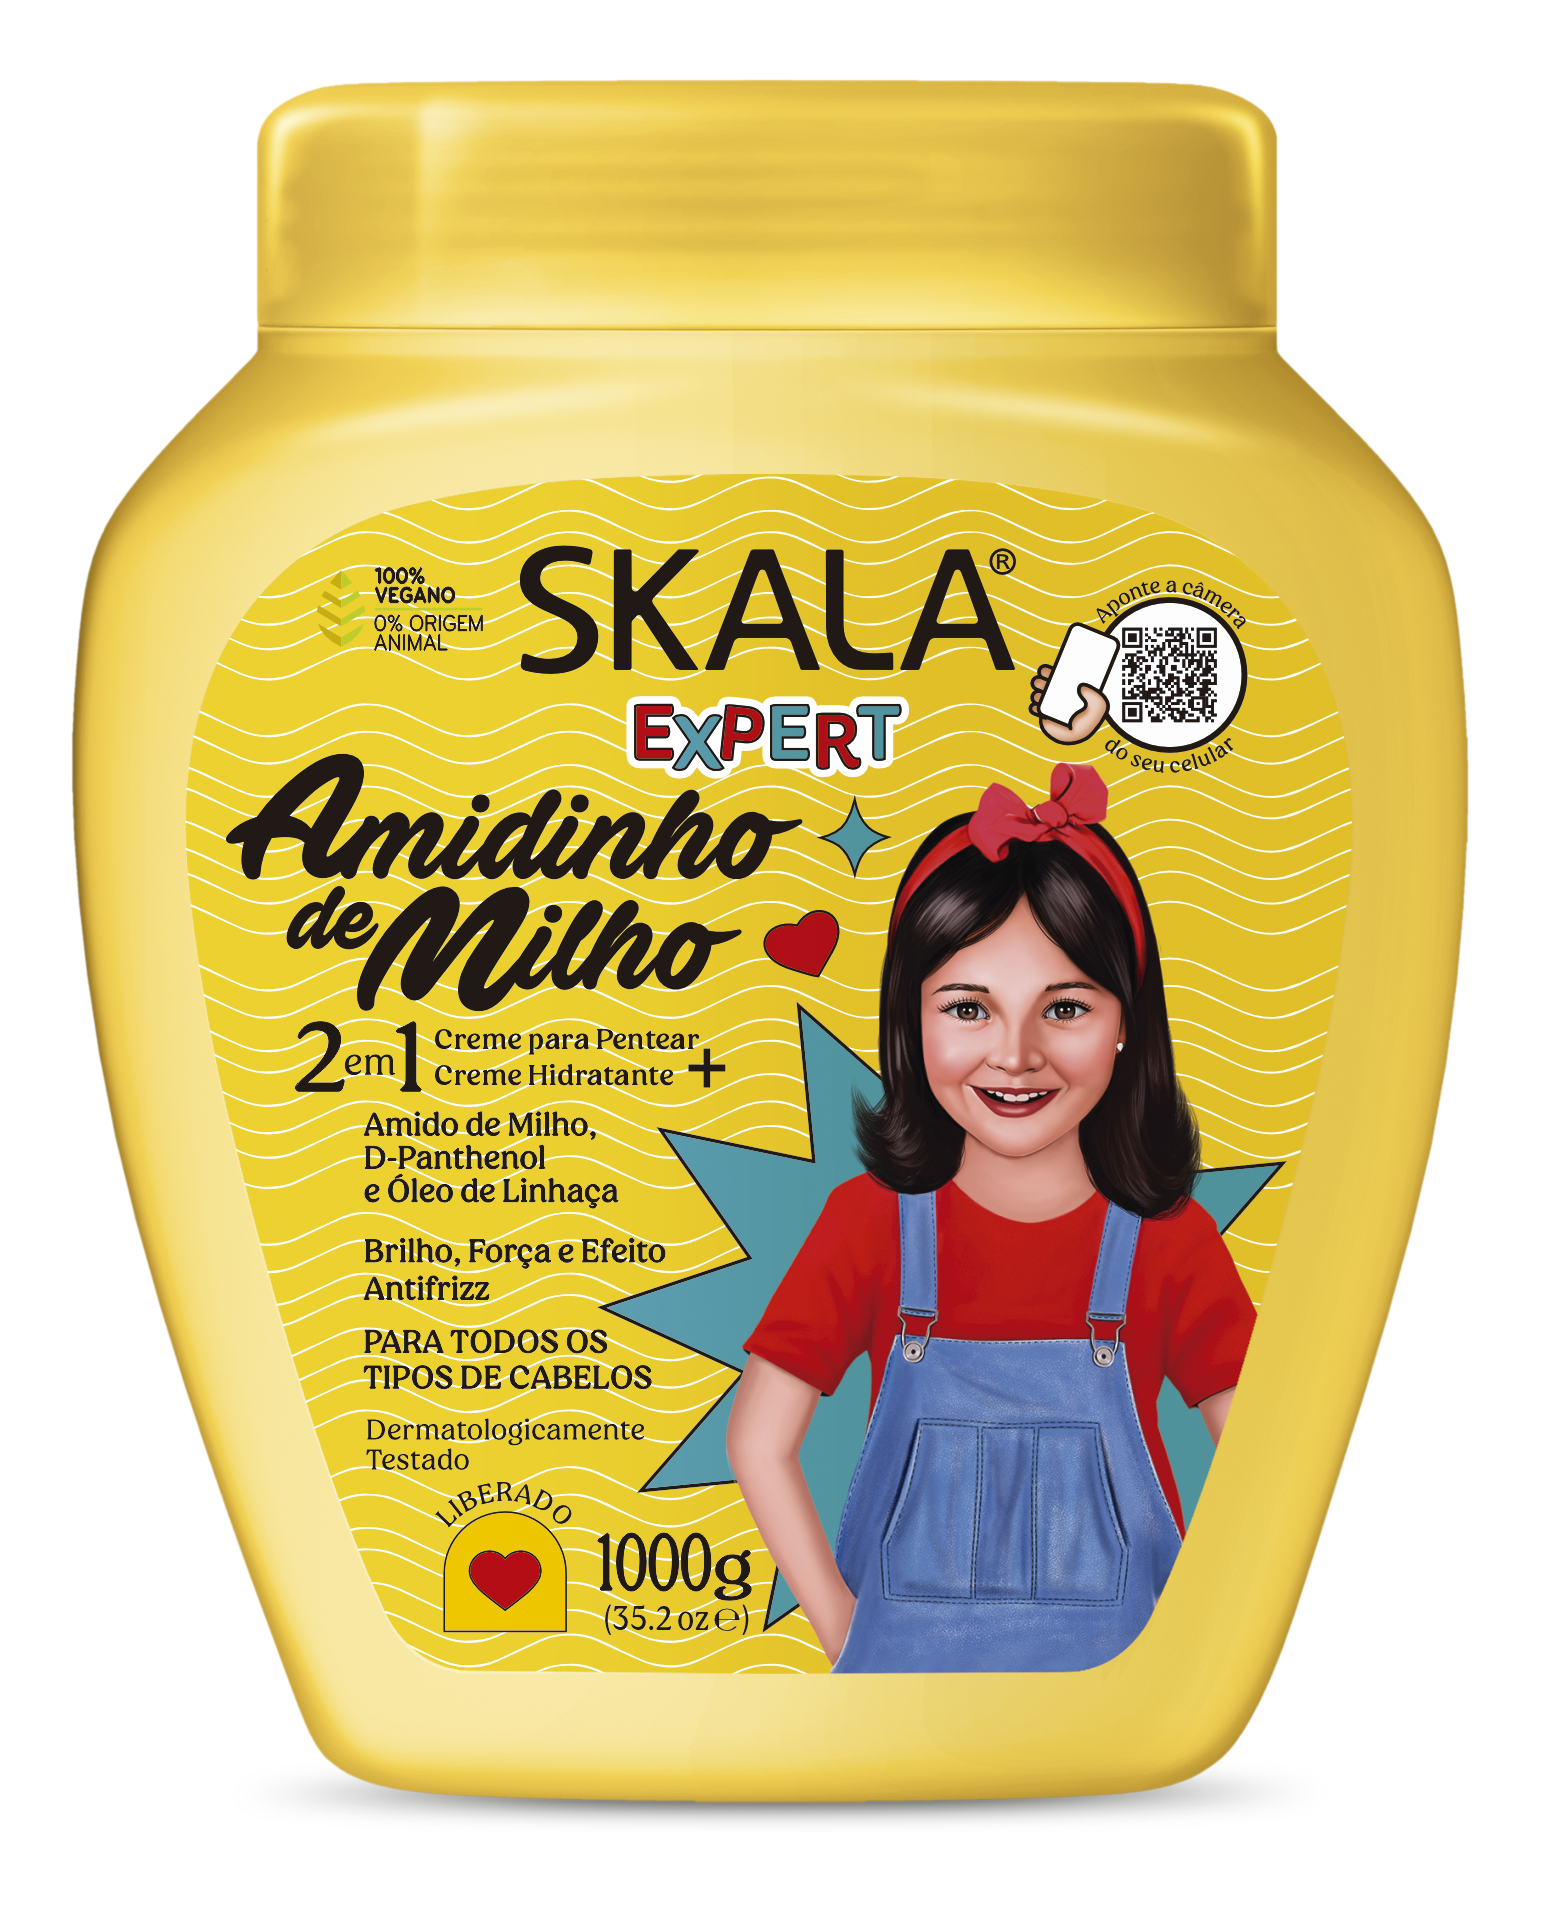 SKALA®
100%
VEGANO
0% ORIGEM
ANIMAL
Aponte a câmera
do seu celular
EXPERT
Amidinho
de Milho
2em1
Creme para Pentear
Creme Hidratante +
Amido de Milho,
D-Panthenol
e Óleo de Linhaça
Brilho, Força e Efeito
Antifrizz
PARA TODOS OS
TIPOS DE CABELOS
Dermatologicamente
Testado
LIBERADO
1000g
(35.2 oz ℮)